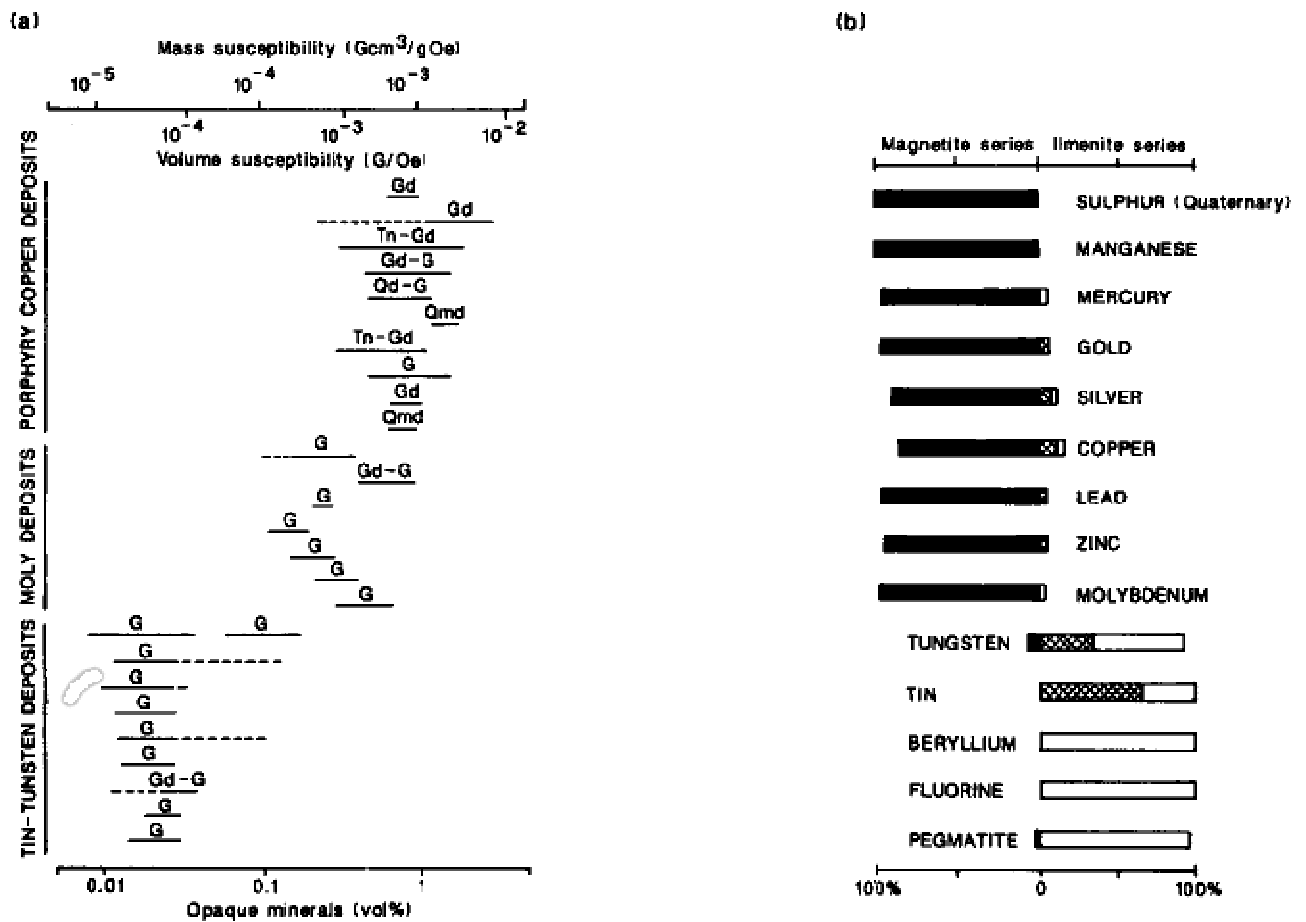 (a)
Mass susceptibility (Gcm³/gOe)
10⁻⁵ 10⁻⁴ 10⁻³
10⁻⁴ 10⁻³ 10⁻²
Volume susceptibility (G/Oe)
PORPHYRY COPPER DEPOSITS
Gd
Gd
Tn-Gd
Gd-G
Qd-G
Qmd
Tn-Gd
G
Gd
Qmd
MOLY DEPOSITS
G
Gd-G
G
G
G
G
G
TIN-TUNSTEN DEPOSITS
G G
G
G
G
G
G
Gd-G
G
G
0.01 0.1 1
Opaque minerals (vol%)
(b)
Magnetite series Ilmenite series
SULPHUR (Quaternary)
MANGANESE
MERCURY
GOLD
SILVER
COPPER
LEAD
ZINC
MOLYBDENUM
TUNGSTEN
TIN
BERYLLIUM
FLUORINE
PEGMATITE
100% 0 100%